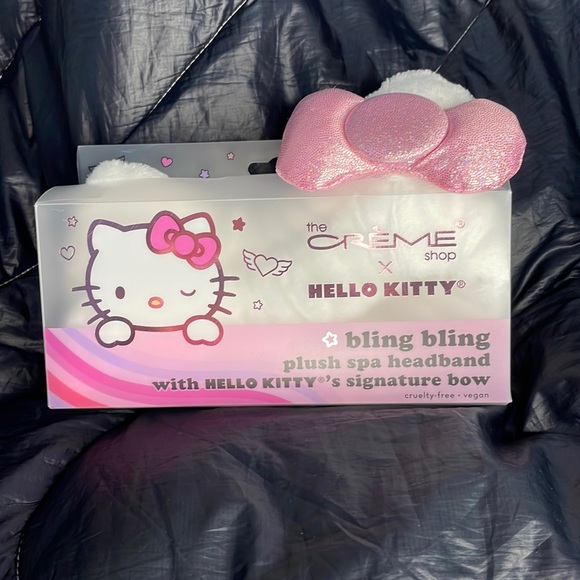 the
CRÈME®
shop
×
HELLO KITTY®
bling bling
plush spa headband
with HELLO KITTY®'s signature bow
cruelty-free • vegan